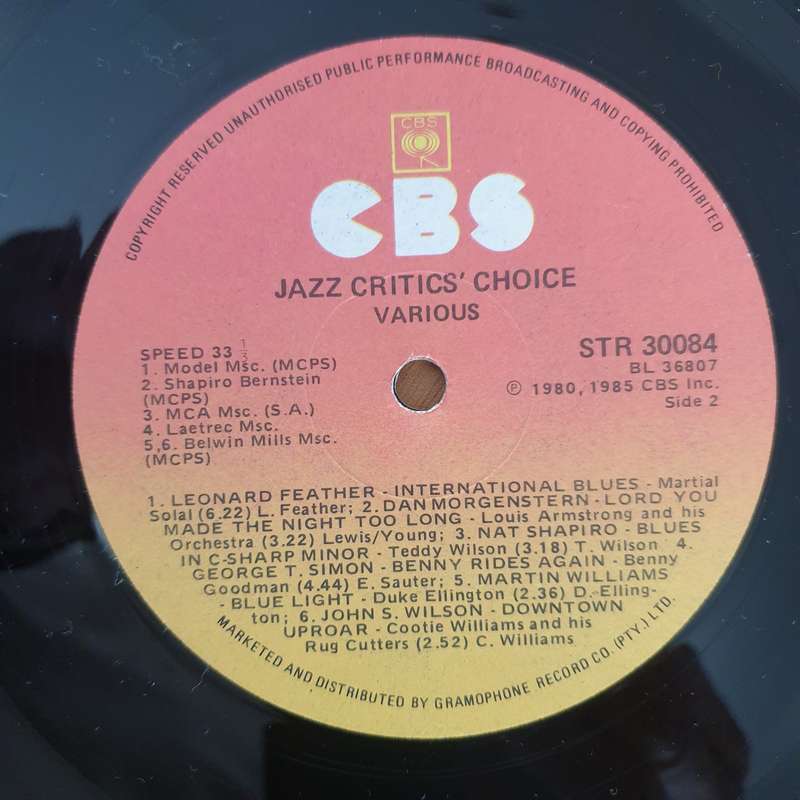 COPYRIGHT RESERVED UNAUTHORISED PUBLIC PERFORMANCE BROADCASTING AND COPYING PROHIBITED
CBS
CBS
JAZZ CRITICS' CHOICE
VARIOUS
SPEED 33 1/3
1. Model Msc. (MCPS)
2. Shapiro Bernstein
(MCPS)
3. MCA Msc. (S.A.)
4. Laetrec Msc.
5,6. Belwin Mills Msc.
(MCPS)
STR 30084
BL 36807
℗ 1980, 1985 CBS Inc.
Side 2
1. LEONARD FEATHER - INTERNATIONAL BLUES - Martial
Solal (6.22) L. Feather; 2. DAN MORGENSTERN - LORD YOU
MADE THE NIGHT TOO LONG - Louis Armstrong and his
Orchestra (3.22) Lewis/Young; 3. NAT SHAPIRO - BLUES
IN C-SHARP MINOR - Teddy Wilson (3.18) T. Wilson 4.
GEORGE T. SIMON - BENNY RIDES AGAIN - Benny
Goodman (4.44) E. Sauter; 5. MARTIN WILLIAMS
- BLUE LIGHT - Duke Ellington (2.36) D. Elling-
ton; 6. JOHN S. WILSON - DOWNTOWN
UPROAR - Cootie Williams and his
Rug Cutters (2.52) C. Williams
MARKETED AND DISTRIBUTED BY GRAMOPHONE RECORD CO. (PTY.) LTD.